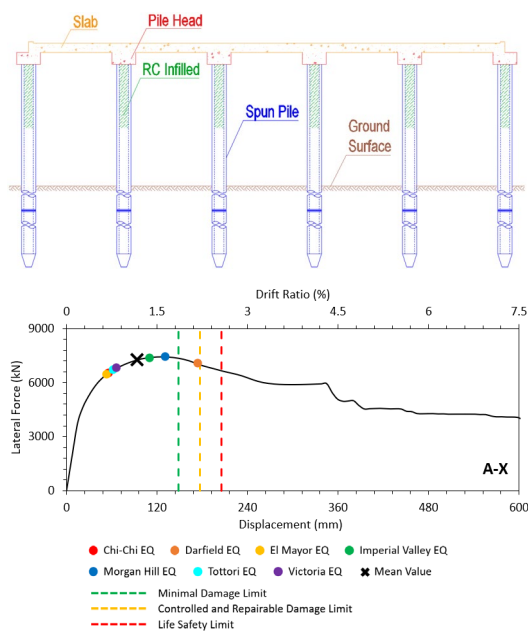 Slab
Pile Head
RC Infilled
Spun Pile
Ground
Surface
Drift Ratio (%)
0 1.5 3 4.5 6 7.5
9000
6000
3000
0
Lateral Force (kN)
A-X
0 120 240 360 480 600
Displacement (mm)
Chi-Chi EQ Darfield EQ El Mayor EQ Imperial Valley EQ
Morgan Hill EQ Tottori EQ Victoria EQ Mean Value
Minimal Damage Limit
Controlled and Repairable Damage Limit
Life Safety Limit